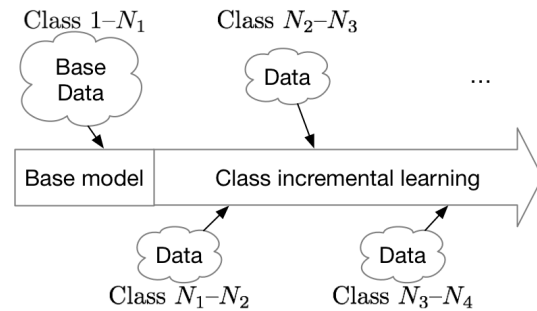 Class 1–N₁
Class N₂–N₃
Base
Data
Data
...
Base model
Class incremental learning
Data
Data
Class N₁–N₂
Class N₃–N₄